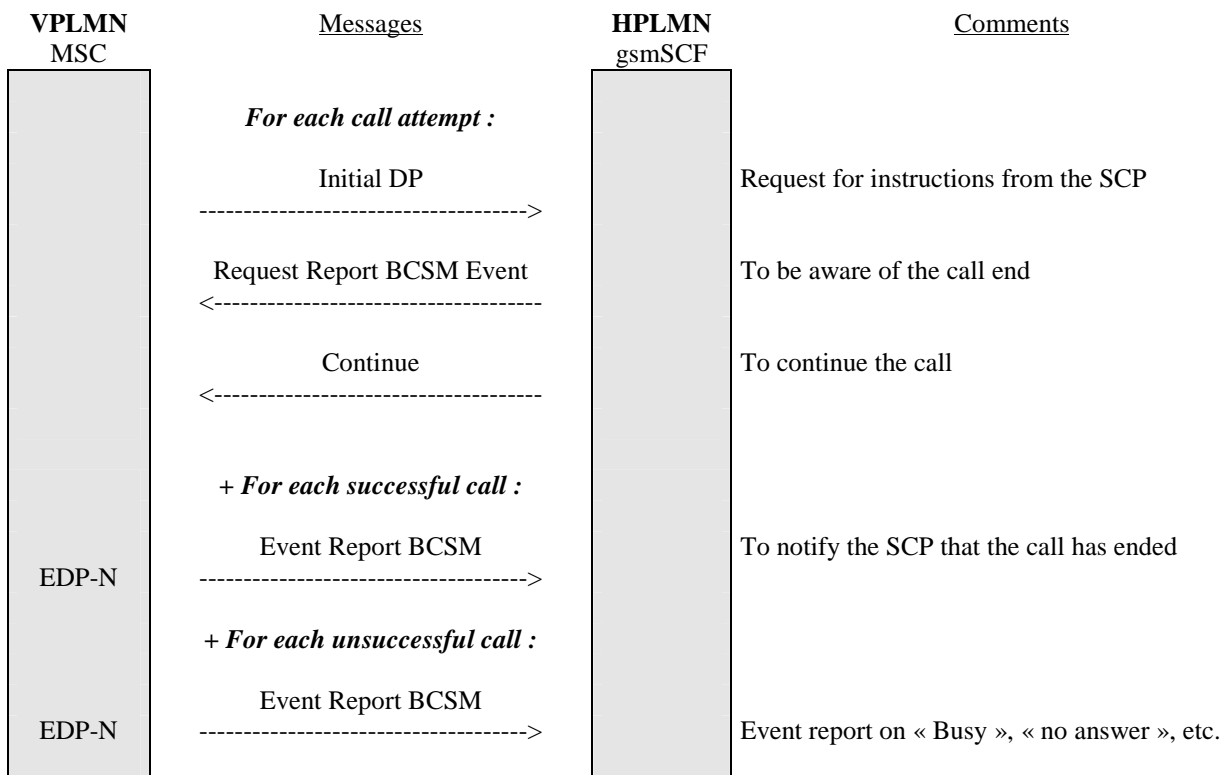 VPLMN Messages HPLMN Comments
MSC gsmSCF
For each call attempt :
Initial DP Request for instructions from the SCP
------------------------------------->
Request Report BCSM Event To be aware of the call end
<-------------------------------------
Continue To continue the call
<-------------------------------------
+ For each successful call :
Event Report BCSM To notify the SCP that the call has ended
EDP-N ------------------------------------->
+ For each unsuccessful call :
Event Report BCSM
EDP-N -------------------------------------> Event report on « Busy », « no answer », etc.